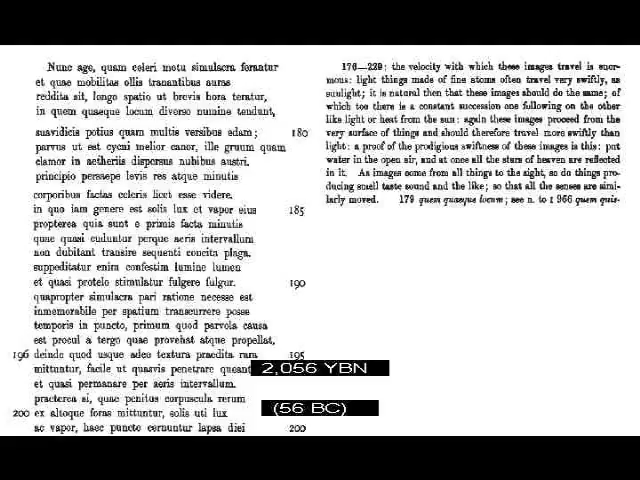 Nunc age, quam celeri motu simulacra ferantur
et quae mobilitas ollis tranantibus auras
reddita sit, longo spatio ut brevis hora teratur,
in quem quaeque locum diverso numine tendunt,
suavidicis potius quam multis versibus edam; 180
parvus ut est cycni melior canor, ille gruum quam
clamor in aetheriis dispersus nubibus austri.
principio persaepe levis res atque minutis
corporibus factas celeris licet esse videre.
in quo iam genere est solis lux et vapor eius 185
propterea quia sunt e primis facta minutis
quae quasi cuduntur perque aeris intervallum
non dubitant transire sequenti concita plaga.
suppeditatur enim confestim lumine lumen
et quasi protelo stimulatur fulgere fulgur. 190
quapropter simulacra pari ratione necesse est
inmemorabile per spatium transcurrere posse
temporis in puncto, primum quod parvola causa
est procul a tergo quae provehat atque propellat,
196 deinde quod usque adeo textura praedita rara 195
mittuntur, facile ut quasvis penetrare queant
et quasi permanare per aeris intervallum.
praeterea si, quae penitus corpuscula rerum
200 ex altoque foras mittuntur, solis uti lux
ac vapor, haec puncto cernuntur lapsa diei 200
176—229: the velocity with which these images travel is enor-
mous: light things made of fine atoms often travel very swiftly, as
sunlight; it is natural then that these images should do the same; of
which too there is a constant succession one following on the other
like light or heat from the sun: again these images proceed from the
very surface of things and should therefore travel more swiftly than
light: a proof of the prodigious swiftness of these images is this: put
water in the open air, and at once all the stars of heaven are reflected
in it. As images come from all things to the sight, so do things pro-
ducing smell taste sound and the like; so that all the senses are simi-
larly moved. 179 quem quaeque locum; see n. to 1 966 quem quis-
2,056 YBN
(56 BC)